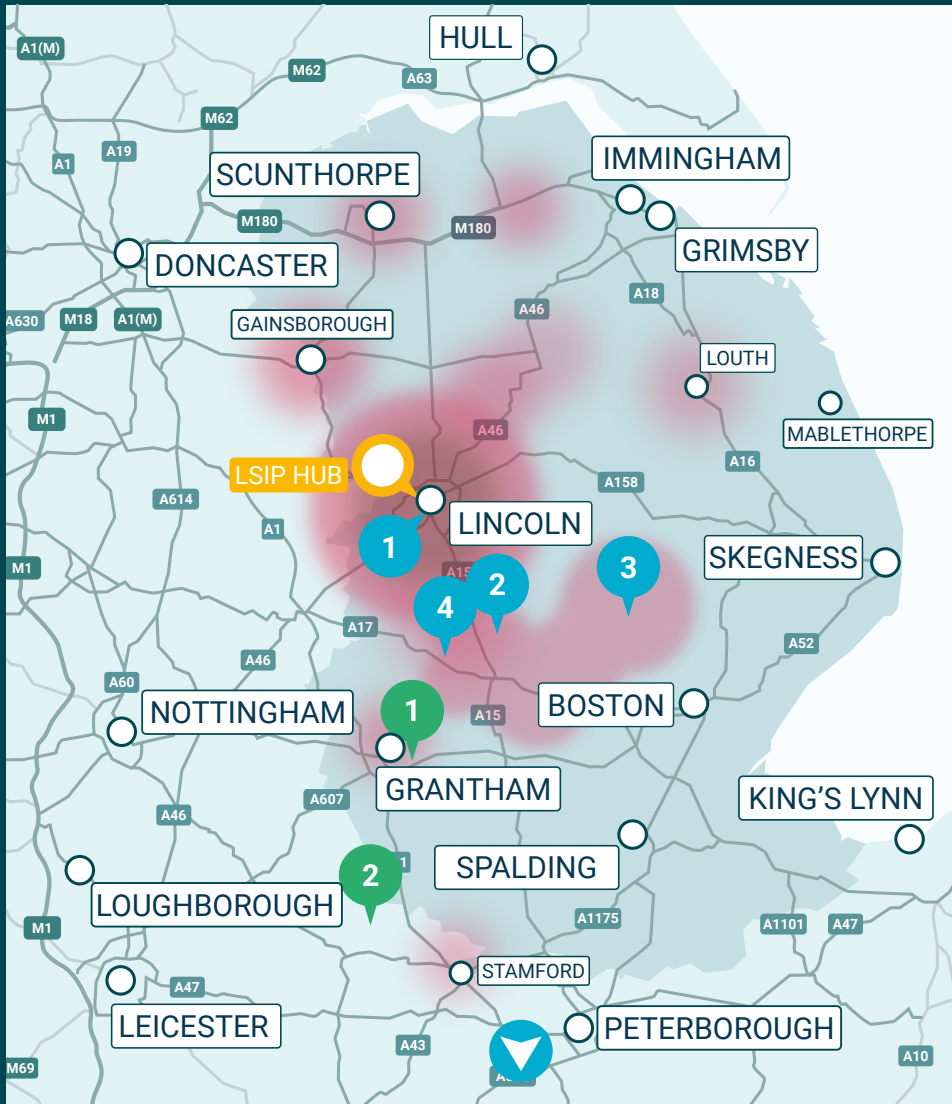 HULL
A1(M)
M62
A63
M62
A19
A1
IMMINGHAM
SCUNTHORPE
M180
M180
GRIMSBY
DONCASTER
A18
A46
A630
M18
A1(M)
GAINSBOROUGH
LOUTH
M1
MABLETHORPE
A46
A16
LSIP HUB
A158
A614
LINCOLN
A1
1
SKEGNESS
M1
3
2
4
A17
A52
A46
A60
BOSTON
NOTTINGHAM
1
A15
GRANTHAM
KING'S LYNN
A607
A46
SPALDING
2
LOUGHBOROUGH
A1175
A1101
A47
M1
STAMFORD
A47
LEICESTER
PETERBOROUGH
A43
A10
M69